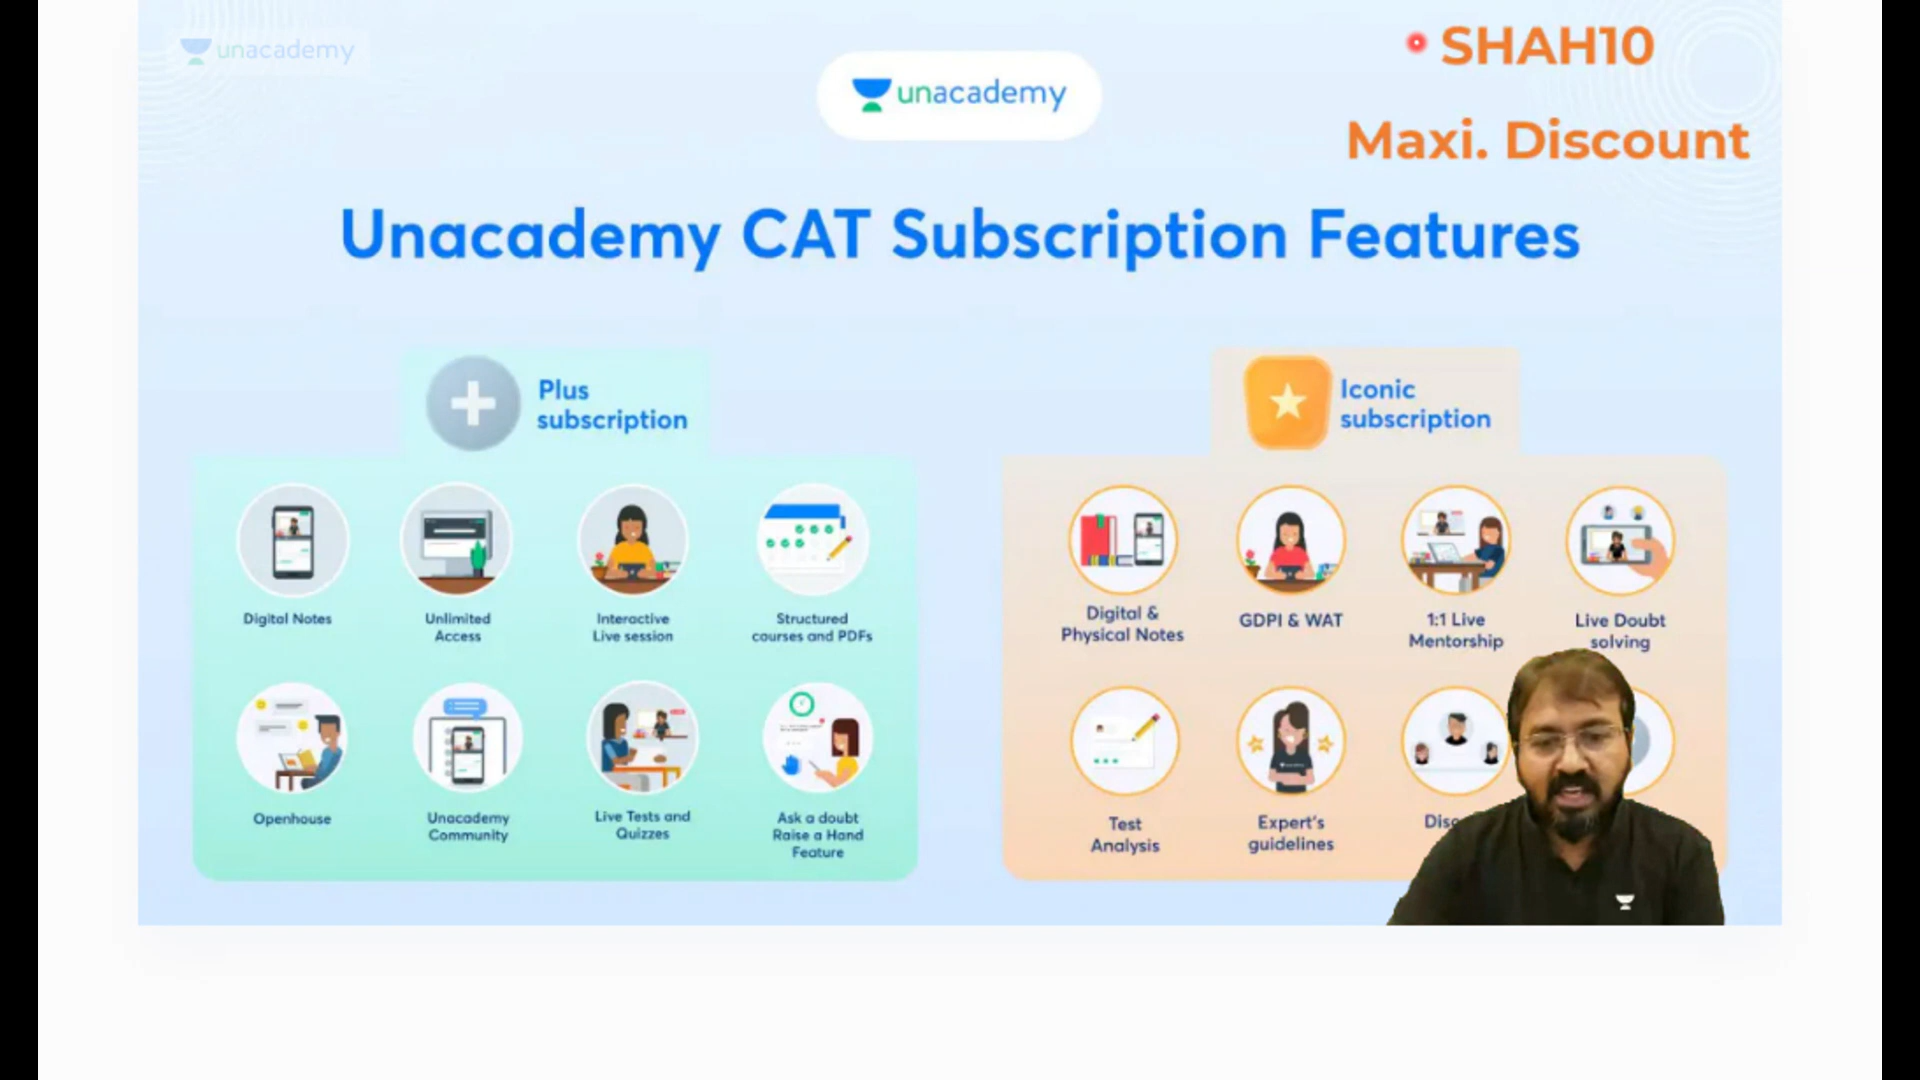 unacademy
unacademy
SHAH10
Maxi. Discount
Unacademy CAT Subscription Features
Plus
subscription
Digital Notes
Unlimited
Access
Interactive
Live session
Structured
courses and PDFs
Openhouse
Unacademy
Community
Live Tests and
Quizzes
Ask a doubt
Raise a Hand
Feature
Iconic
subscription
Digital &
Physical Notes
GDPI & WAT
1:1 Live
Mentorship
Live Doubt
solving
Test
Analysis
Expert's
guidelines